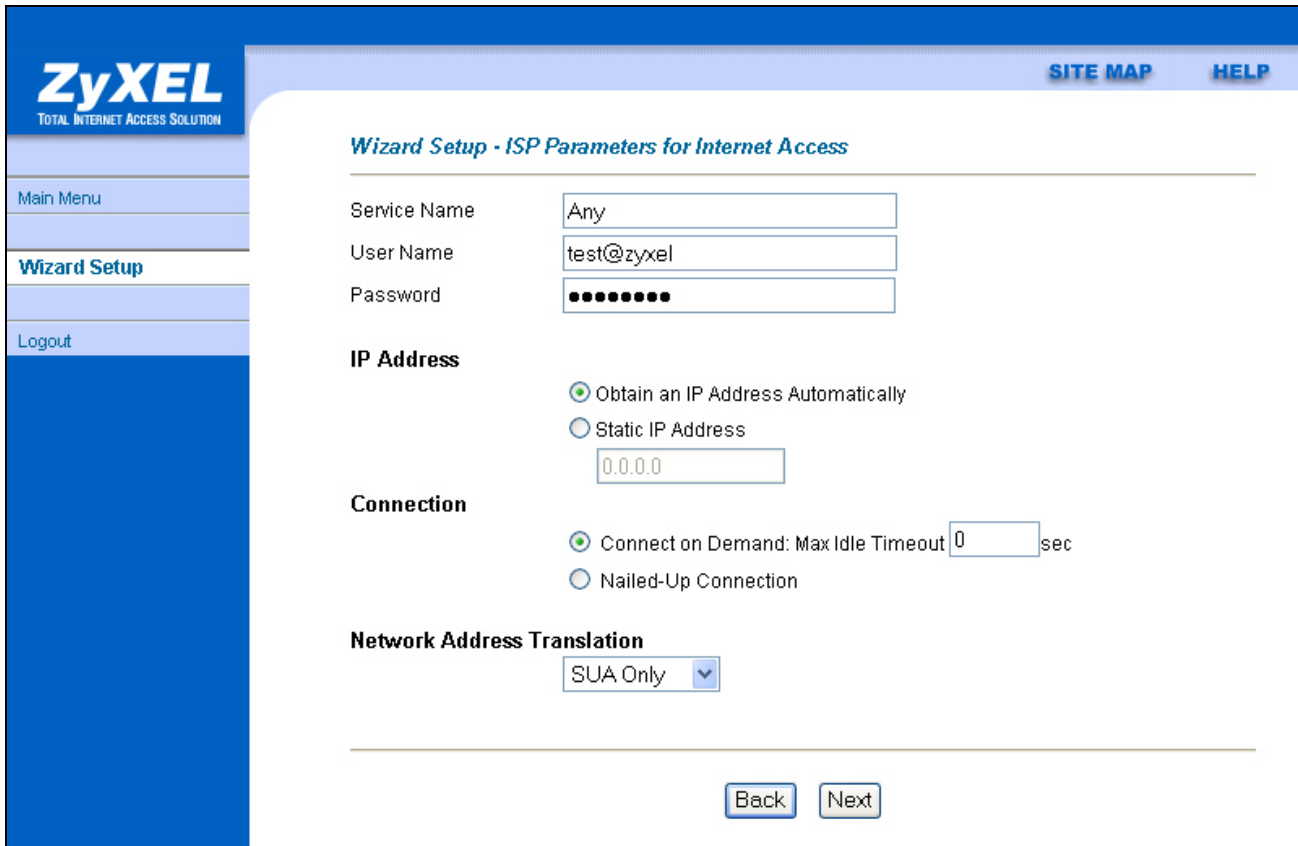 SITE MAP HELP
ZyXEL
TOTAL INTERNET ACCESS SOLUTION
Main Menu
Wizard Setup
Logout
Wizard Setup - ISP Parameters for Internet Access
Service Name Any
User Name test@zyxel
Password ●●●●●●●●
IP Address
Obtain an IP Address Automatically
Static IP Address
0.0.0.0
Connection
Connect on Demand: Max Idle Timeout 0 sec
Nailed-Up Connection
Network Address Translation
SUA Only
Back Next